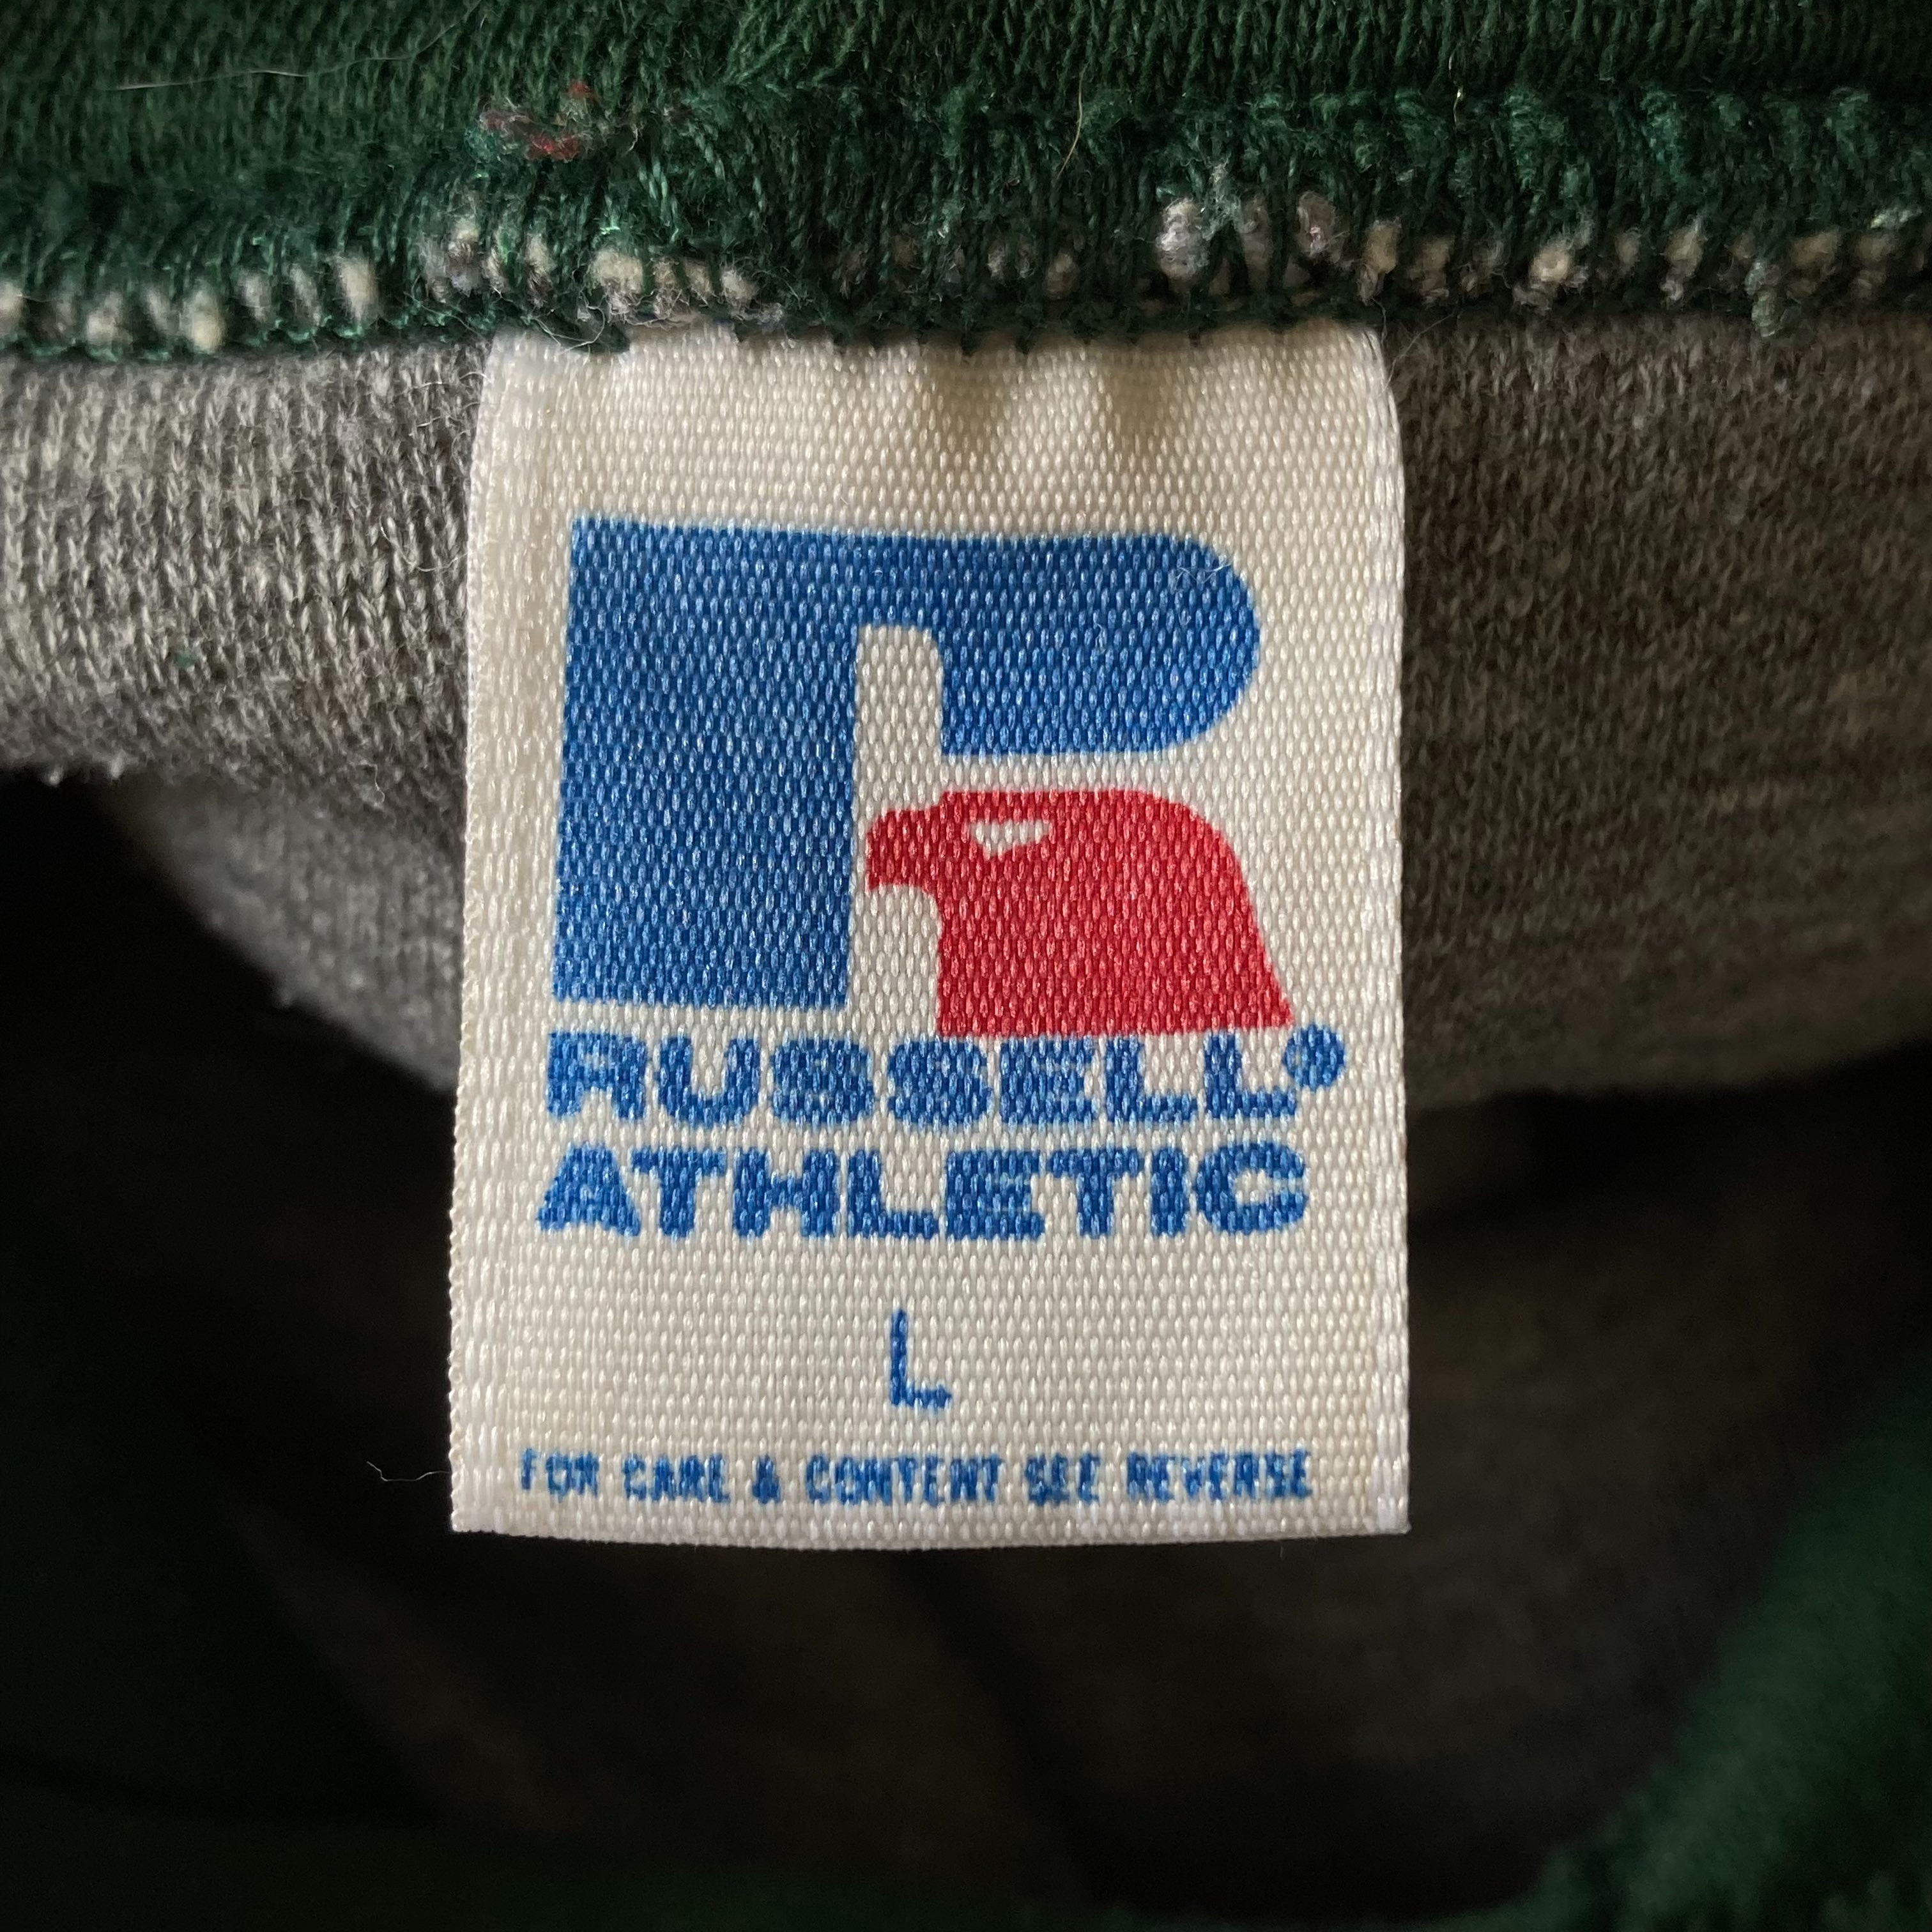 RUSSELL®
ATHLETIC
L
FOR CARE & CONTENT SEE REVERSE